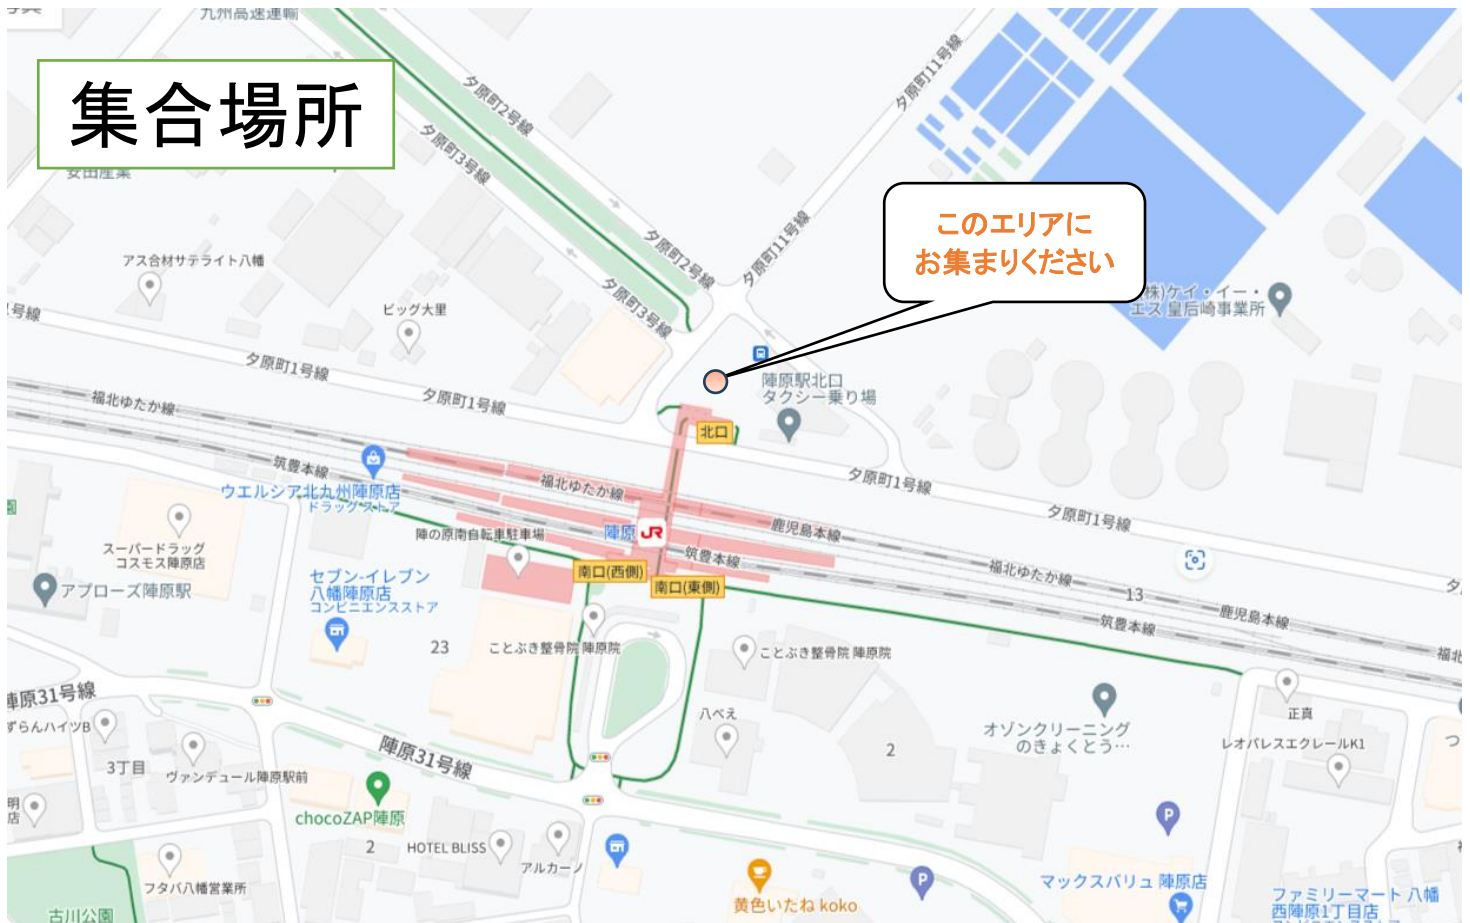 九州高速運輸
集合場所
安田産業
夕原町2号線
夕原町3号線
夕原町11号線
夕原町11号線
夕原町2号線
夕原町3号線
このエリアに
お集まりください
アス合材サテライト八幡
ビッグ大里
(株)ケイ・イー・
エス 皇后崎事業所
号線
夕原町1号線
夕原町1号線
陣原駅北口
タクシー乗り場
北口
福北ゆたか線
筑豊本線
ウエルシア北九州陣原店
ドラッグストア
福北ゆたか線
夕原町1号線
夕原町1号線
鹿児島本線
陣原
JR
筑豊本線
陣の原南自転車駐車場
南口(西側)
南口(東側)
スーパードラッグ
コスモス陣原店
アプローズ陣原駅
セブン-イレブン
八幡陣原店
コンビニエンスストア
福北ゆたか線
13
鹿児島本線
筑豊本線
福北
23
ことぶき整骨院 陣原院
ことぶき整骨院 陣原院
陣原31号線
ずらんハイツB
3丁目
ヴァンデュール陣原駅前
陣原31号線
八べえ
2
オゾンクリーニング
のきょくとう…
正真
レオパレスエクレールK1
つ
明
店
chocoZAP陣原
2
HOTEL BLISS
アルカーノ
P
P
フタバ八幡営業所
古川公園
黄色いたね koko
マックスバリュ 陣原店
ファミリーマート 八幡
西陣原1丁目店